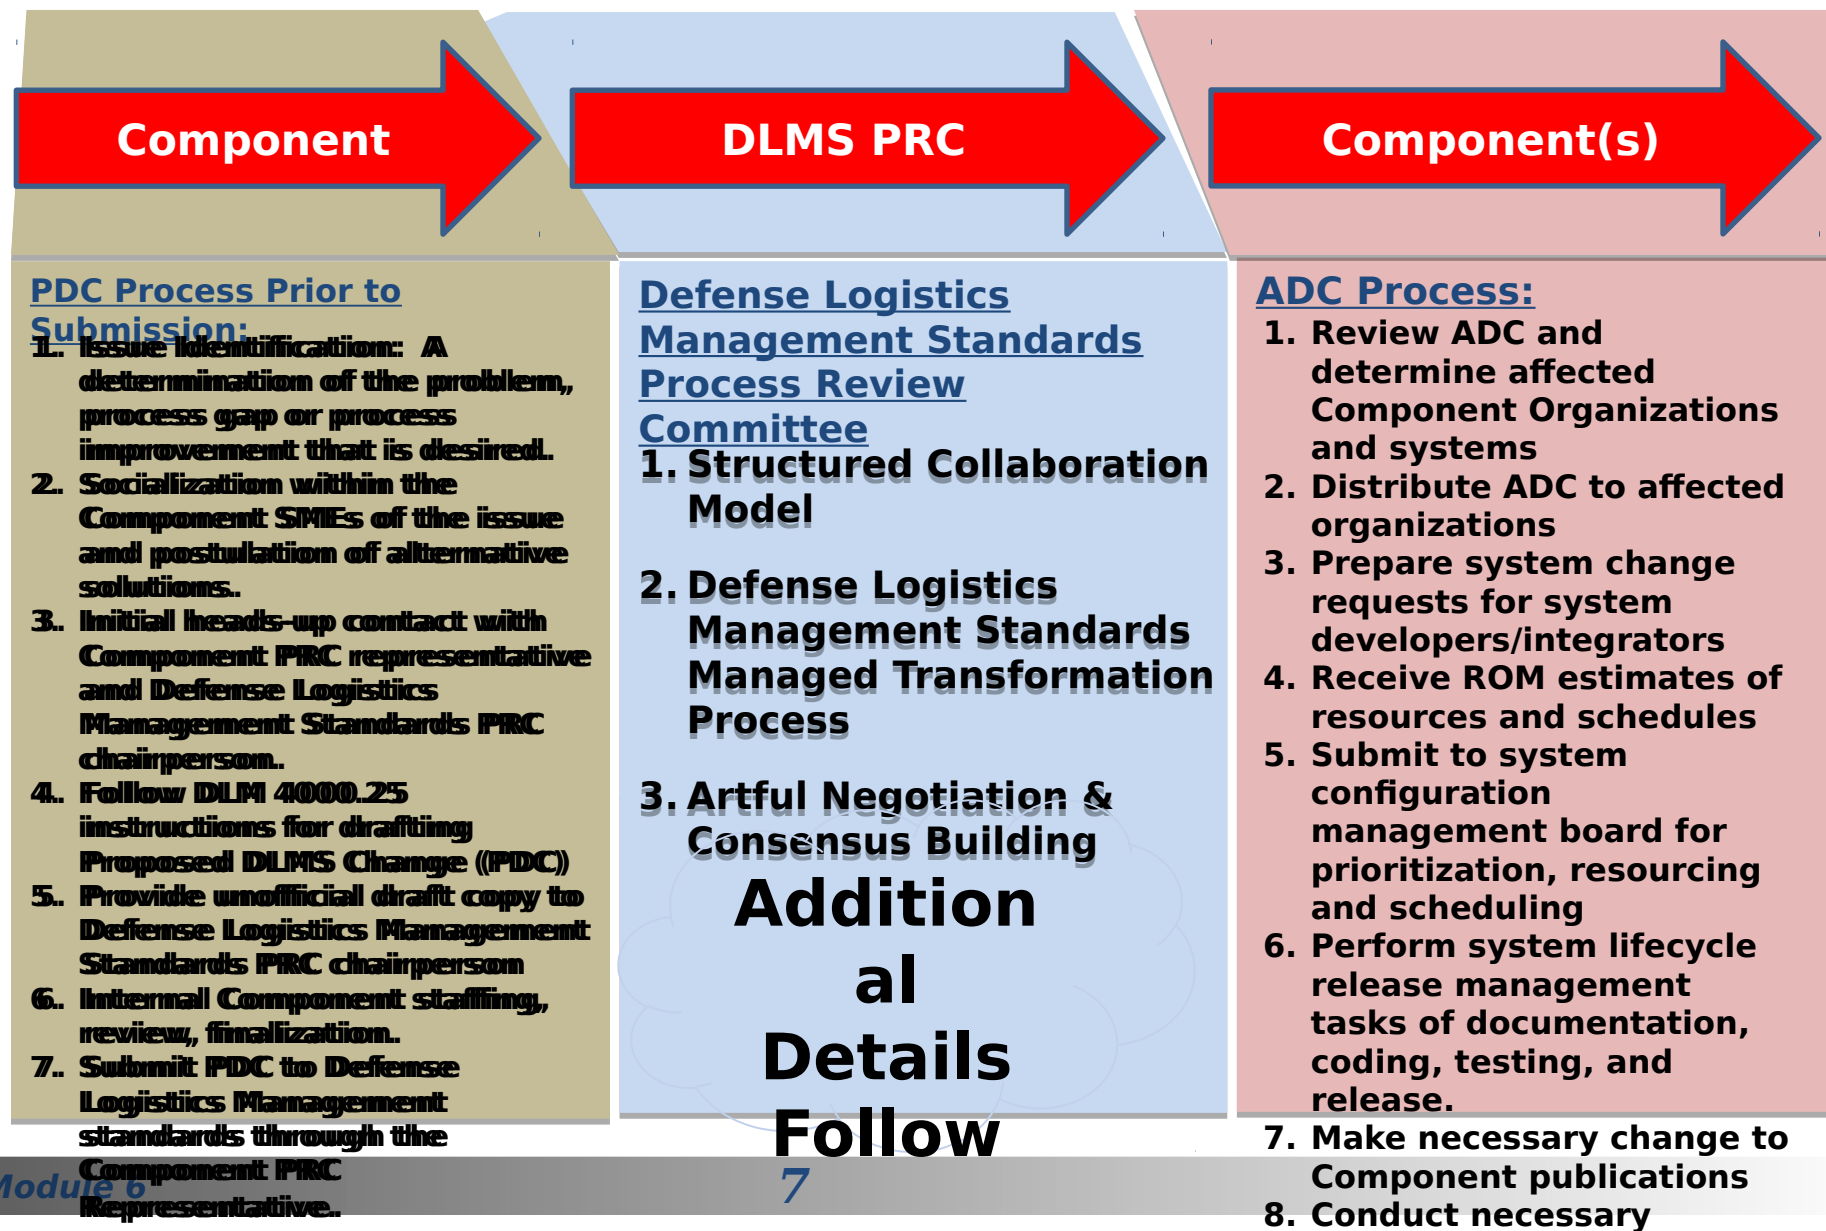 Component
DLMS PRC
Component(s)
PDC Process Prior to
Submission:
1. Issue Identification: A
determination of the problem,
process gap or process
improvement that is desired.
2. Socialization within the
Component SMEs of the issue
and postulation of alternative
solutions.
3. Initial heads-up contact with
Component PRC representative
and Defense Logistics
Management Standards PRC
chairperson.
4. Follow DLM 4000.25
instructions for drafting
Proposed DLMS Change (PDC)
5. Provide unofficial draft copy to
Defense Logistics Management
Standards PRC chairperson
6. Internal Component staffing,
review, finalization.
7. Submit PDC to Defense
Logistics Management
standards through the
Component PRC
Representative.
Defense Logistics
Management Standards
Process Review
Committee
1. Structured Collaboration
Model
2. Defense Logistics
Management Standards
Managed Transformation
Process
3. Artful Negotiation &
Consensus Building
Addition
al
Details
Follow
ADC Process:
1. Review ADC and
determine affected
Component Organizations
and systems
2. Distribute ADC to affected
organizations
3. Prepare system change
requests for system
developers/integrators
4. Receive ROM estimates of
resources and schedules
5. Submit to system
configuration
management board for
prioritization, resourcing
and scheduling
6. Perform system lifecycle
release management
tasks of documentation,
coding, testing, and
release.
7. Make necessary change to
Component publications
8. Conduct necessary
Module 6
7